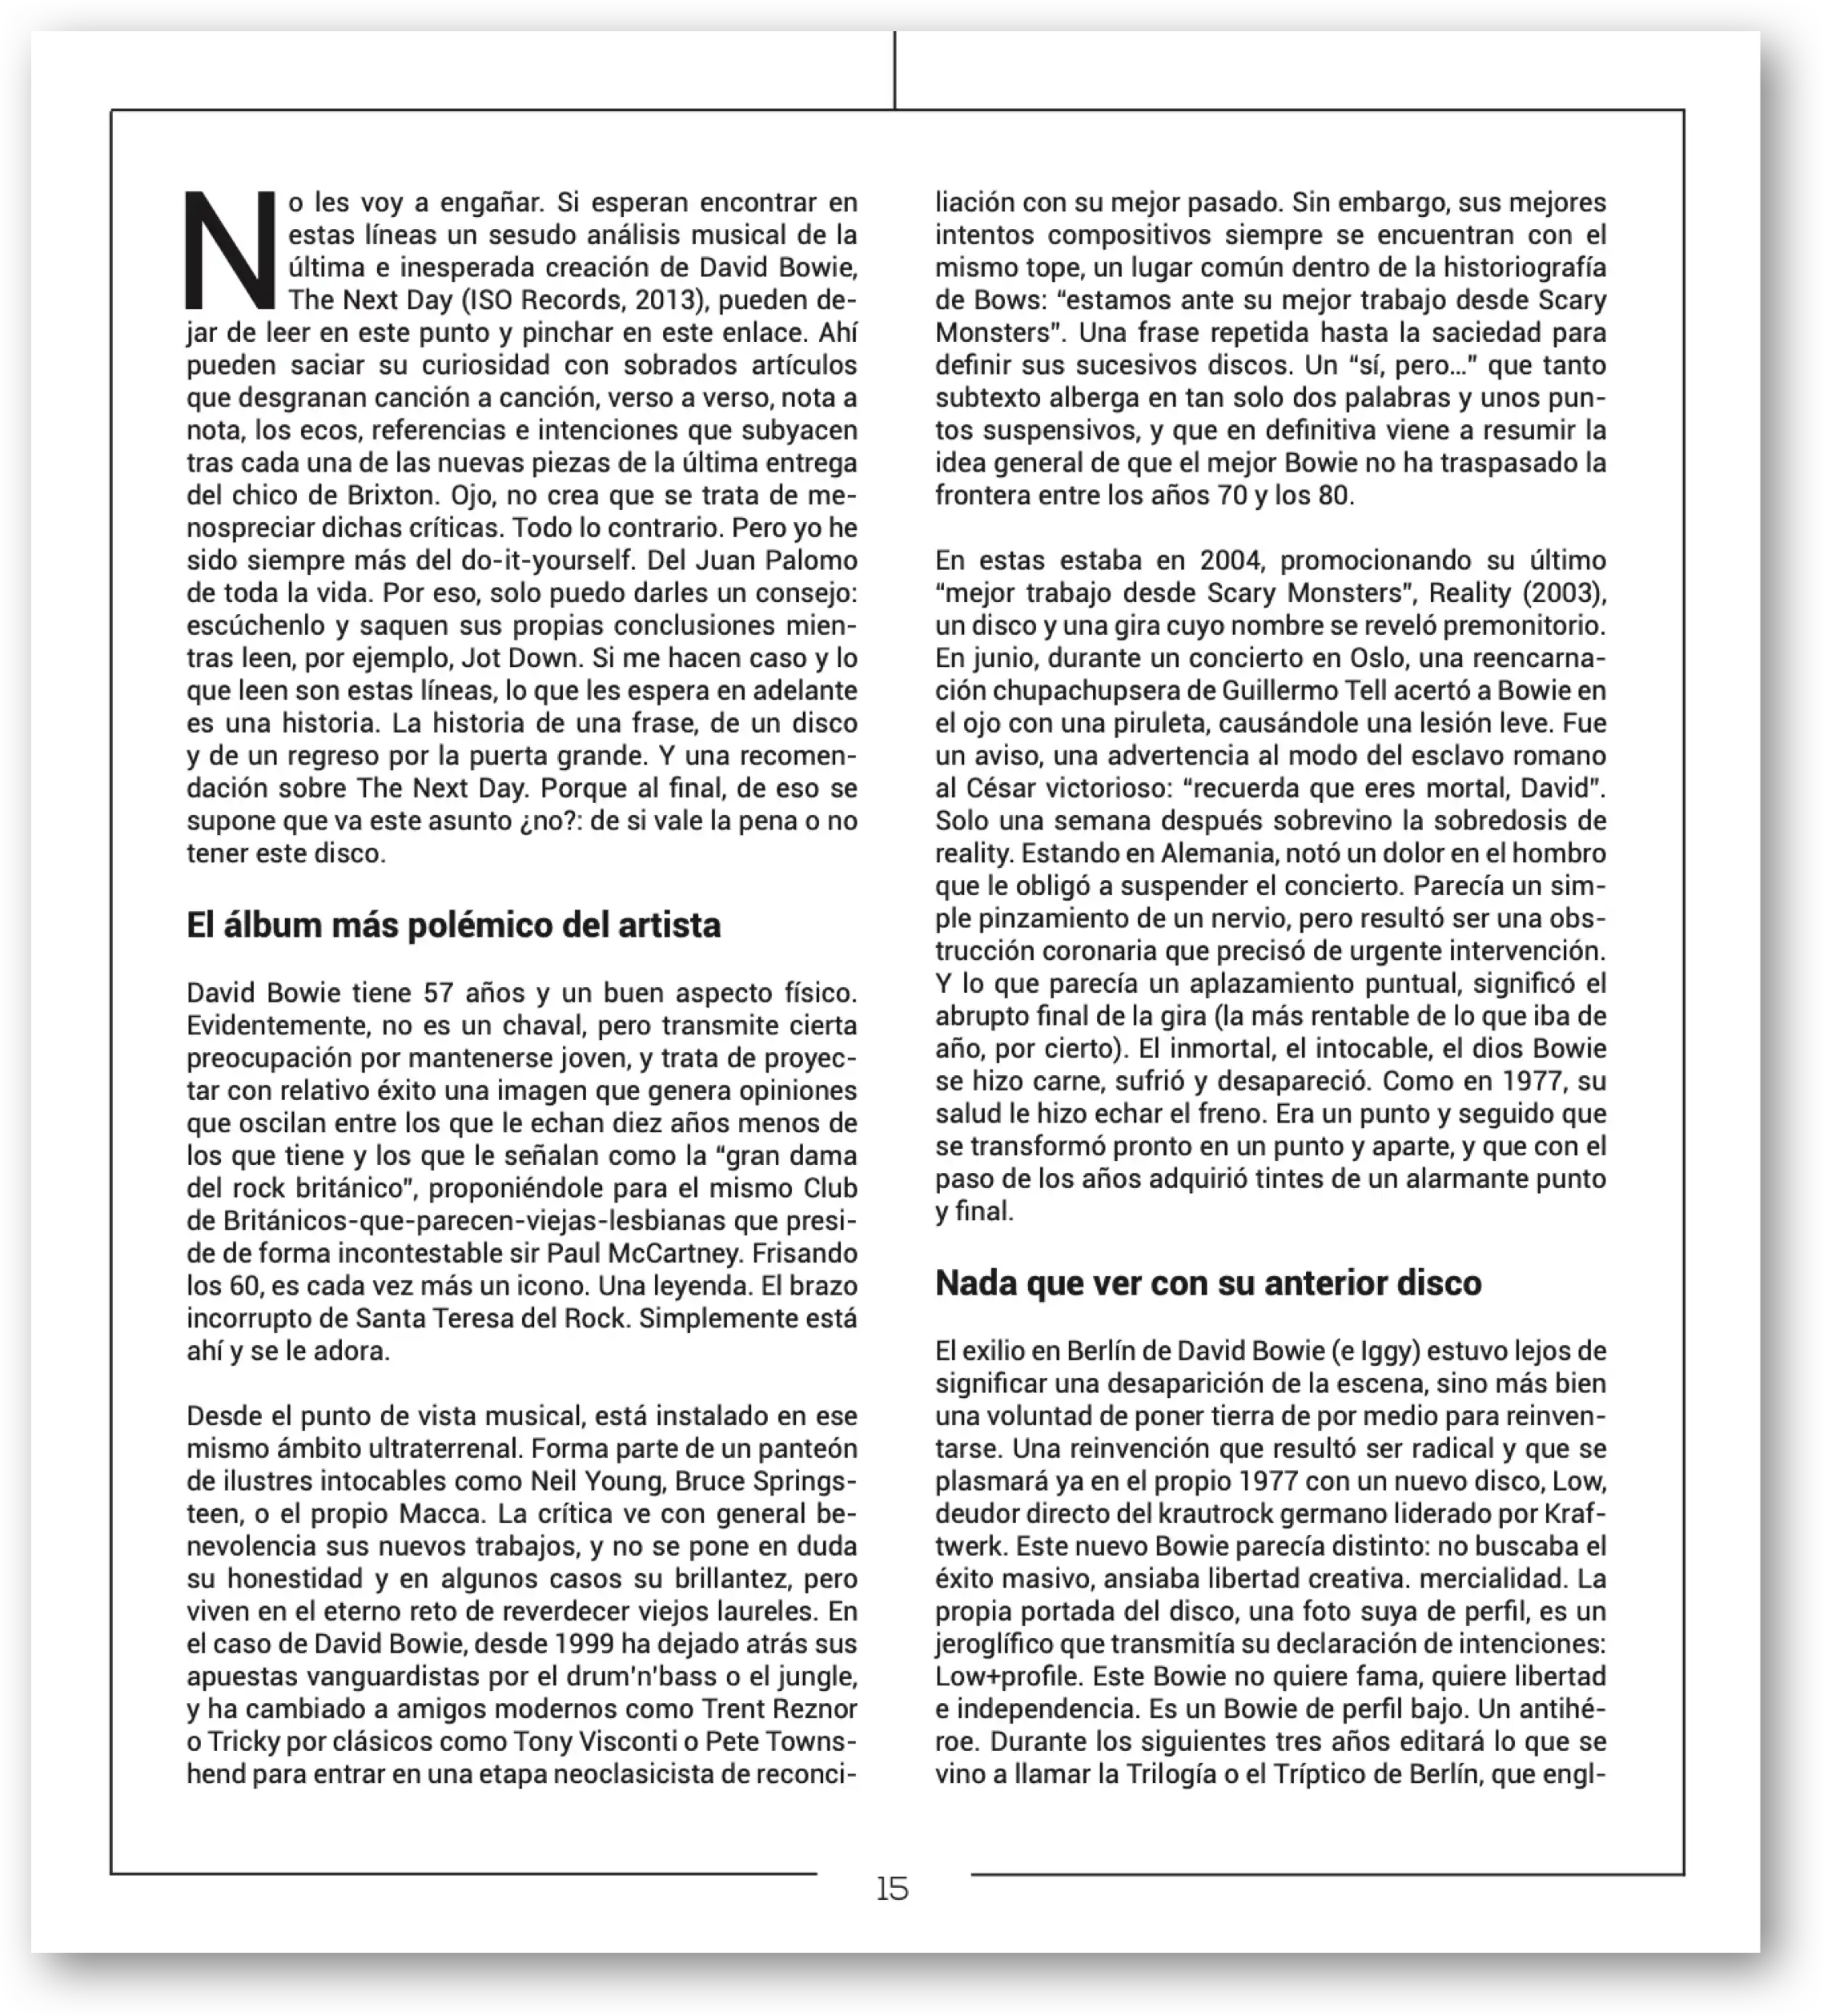 No les voy a engañar. Si esperan encontrar en
estas líneas un sesudo análisis musical de la
última e inesperada creación de David Bowie,
The Next Day (ISO Records, 2013), pueden de-
jar de leer en este punto y pinchar en este enlace. Ahí
pueden saciar su curiosidad con sobrados artículos
que desgranan canción a canción, verso a verso, nota a
nota, los ecos, referencias e intenciones que subyacen
tras cada una de las nuevas piezas de la última entrega
del chico de Brixton. Ojo, no crea que se trata de me-
nospreciar dichas críticas. Todo lo contrario. Pero yo he
sido siempre más del do-it-yourself. Del Juan Palomo
de toda la vida. Por eso, solo puedo darles un consejo:
escúchenlo y saquen sus propias conclusiones mien-
tras leen, por ejemplo, Jot Down. Si me hacen caso y lo
que leen son estas líneas, lo que les espera en adelante
es una historia. La historia de una frase, de un disco
y de un regreso por la puerta grande. Y una recomen-
dación sobre The Next Day. Porque al final, de eso se
supone que va este asunto ¿no?: de si vale la pena o no
tener este disco.
El álbum más polémico del artista
David Bowie tiene 57 años y un buen aspecto físico.
Evidentemente, no es un chaval, pero transmite cierta
preocupación por mantenerse joven, y trata de proyec-
tar con relativo éxito una imagen que genera opiniones
que oscilan entre los que le echan diez años menos de
los que tiene y los que le señalan como la “gran dama
del rock británico”, proponiéndole para el mismo Club
de Británicos-que-parecen-viejas-lesbianas que presi-
de de forma incontestable sir Paul McCartney. Frisando
los 60, es cada vez más un icono. Una leyenda. El brazo
incorrupto de Santa Teresa del Rock. Simplemente está
ahí y se le adora.
Desde el punto de vista musical, está instalado en ese
mismo ámbito ultraterrenal. Forma parte de un panteón
de ilustres intocables como Neil Young, Bruce Springs-
teen, o el propio Macca. La crítica ve con general be-
nevolencia sus nuevos trabajos, y no se pone en duda
su honestidad y en algunos casos su brillantez, pero
viven en el eterno reto de reverdecer viejos laureles. En
el caso de David Bowie, desde 1999 ha dejado atrás sus
apuestas vanguardistas por el drum'n'bass o el jungle,
y ha cambiado a amigos modernos como Trent Reznor
o Tricky por clásicos como Tony Visconti o Pete Towns-
hend para entrar en una etapa neoclasicista de reconci-
liación con su mejor pasado. Sin embargo, sus mejores
intentos compositivos siempre se encuentran con el
mismo tope, un lugar común dentro de la historiografía
de Bows: “estamos ante su mejor trabajo desde Scary
Monsters”. Una frase repetida hasta la saciedad para
definir sus sucesivos discos. Un “sí, pero…” que tanto
subtexto alberga en tan solo dos palabras y unos pun-
tos suspensivos, y que en definitiva viene a resumir la
idea general de que el mejor Bowie no ha traspasado la
frontera entre los años 70 y los 80.
En estas estaba en 2004, promocionando su último
“mejor trabajo desde Scary Monsters”, Reality (2003),
un disco y una gira cuyo nombre se reveló premonitorio.
En junio, durante un concierto en Oslo, una reencarna-
ción chupachupsera de Guillermo Tell acertó a Bowie en
el ojo con una piruleta, causándole una lesión leve. Fue
un aviso, una advertencia al modo del esclavo romano
al César victorioso: “recuerda que eres mortal, David”.
Solo una semana después sobrevino la sobredosis de
reality. Estando en Alemania, notó un dolor en el hombro
que le obligó a suspender el concierto. Parecía un sim-
ple pinzamiento de un nervio, pero resultó ser una obs-
trucción coronaria que precisó de urgente intervención.
Y lo que parecía un aplazamiento puntual, significó el
abrupto final de la gira (la más rentable de lo que iba de
año, por cierto). El inmortal, el intocable, el dios Bowie
se hizo carne, sufrió y desapareció. Como en 1977, su
salud le hizo echar el freno. Era un punto y seguido que
se transformó pronto en un punto y aparte, y que con el
paso de los años adquirió tintes de un alarmante punto
y final.
Nada que ver con su anterior disco
El exilio en Berlín de David Bowie (e Iggy) estuvo lejos de
significar una desaparición de la escena, sino más bien
una voluntad de poner tierra de por medio para reinven-
tarse. Una reinvención que resultó ser radical y que se
plasmará ya en el propio 1977 con un nuevo disco, Low,
deudor directo del krautrock germano liderado por Kraf-
twerk. Este nuevo Bowie parecía distinto: no buscaba el
éxito masivo, ansiaba libertad creativa. mercialidad. La
propia portada del disco, una foto suya de perfil, es un
jeroglífico que transmitía su declaración de intenciones:
Low+profile. Este Bowie no quiere fama, quiere libertad
e independencia. Es un Bowie de perfil bajo. Un antihé-
roe. Durante los siguientes tres años editará lo que se
vino a llamar la Trilogía o el Tríptico de Berlín, que engl-
15